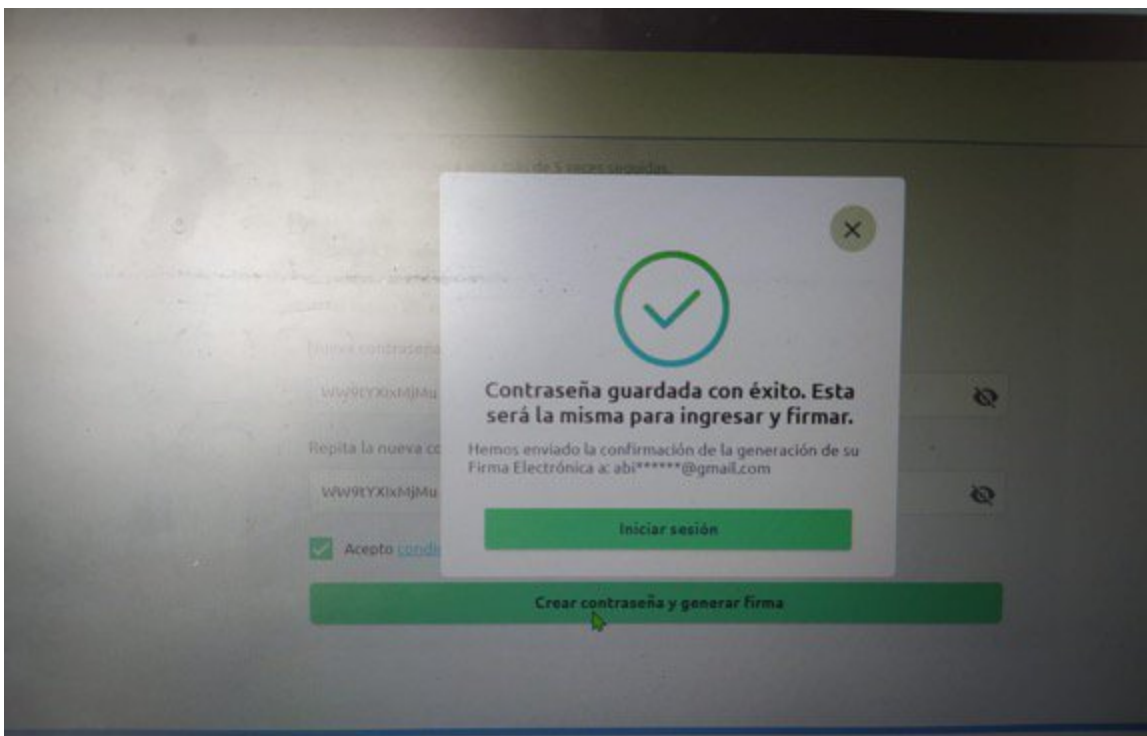 más de 5 veces seguidas.
Contraseña guardada con éxito. Esta
será la misma para ingresar y firmar.
Hemos enviado la confirmación de la generación de su
Firma Electrónica a: abi******@gmail.com
Iniciar sesión
Nueva contraseña
WW9tYXIxMjMu
Repita la nueva co
WW9tYXIxMjMu
Acepto condi
Crear contraseña y generar firma